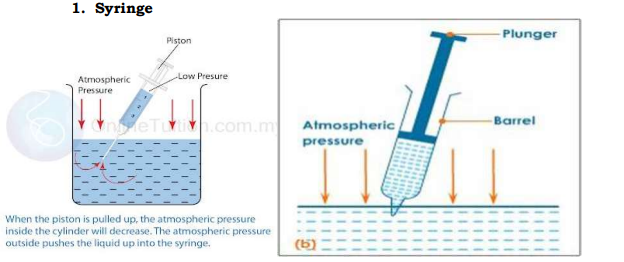 1. Syringe
Piston
Low Presure
Atmospheric
Pressure
OnlineTuition.com.m
When the piston is pulled up, the atmospheric pressure
inside the cylinder will decrease. The atmospheric pressure
outside pushes the liquid up into the syringe.
Plunger
Barrel
Atmospheric
pressure
(b)